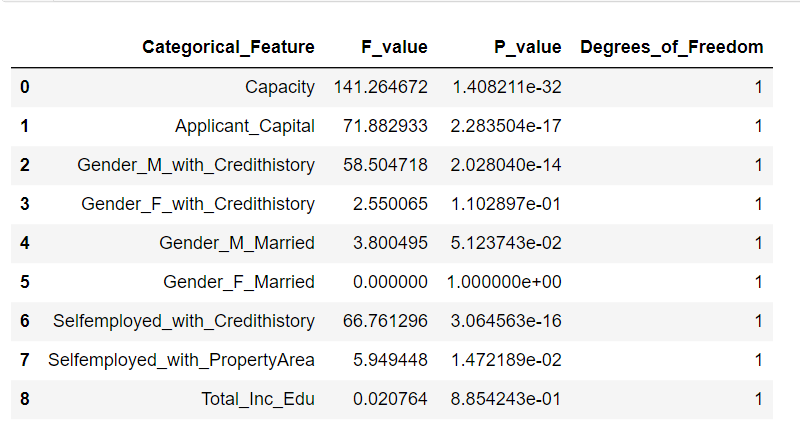 Categorical_Feature F_value P_value Degrees_of_Freedom
0 Capacity 141.264672 1.408211e-32 1
1 Applicant_Capital 71.882933 2.283504e-17 1
2 Gender_M_with_Credithistory 58.504718 2.028040e-14 1
3 Gender_F_with_Credithistory 2.550065 1.102897e-01 1
4 Gender_M_Married 3.800495 5.123743e-02 1
5 Gender_F_Married 0.000000 1.000000e+00 1
6 Selfemployed_with_Credithistory 66.761296 3.064563e-16 1
7 Selfemployed_with_PropertyArea 5.949448 1.472189e-02 1
8 Total_Inc_Edu 0.020764 8.854243e-01 1